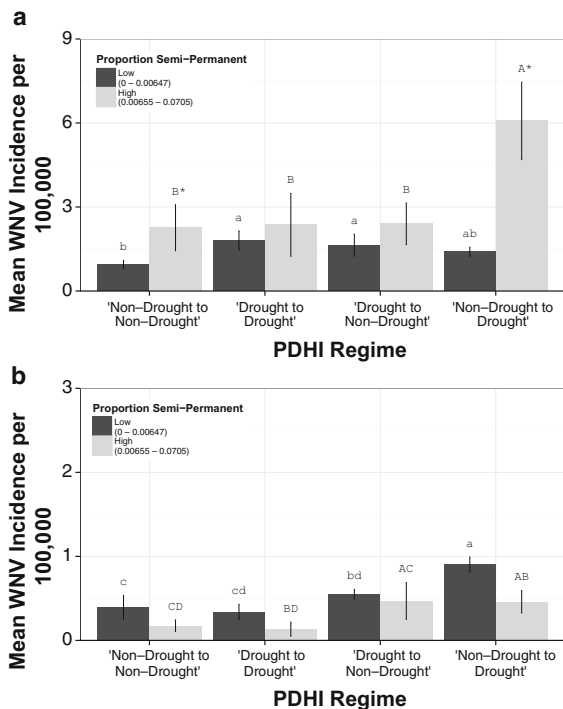 a
Mean WNV Incidence per
100,000
9
6
3
0
Proportion Semi-Permanent
Low
(0 – 0.00647)
High
(0.00655 – 0.0705)
b
B*
a
B
a
B
ab
A*
'Non–Drought to
Non–Drought'
'Drought to
Drought'
'Drought to
Non–Drought'
'Non–Drought to
Drought'
PDHI Regime
b
Mean WNV Incidence per
100,000
3
2
1
0
Proportion Semi-Permanent
Low
(0 – 0.00647)
High
(0.00655 – 0.0705)
c
CD
cd
BD
bd
AC
a
AB
'Non–Drought to
Non–Drought'
'Drought to
Drought'
'Drought to
Non–Drought'
'Non–Drought to
Drought'
PDHI Regime